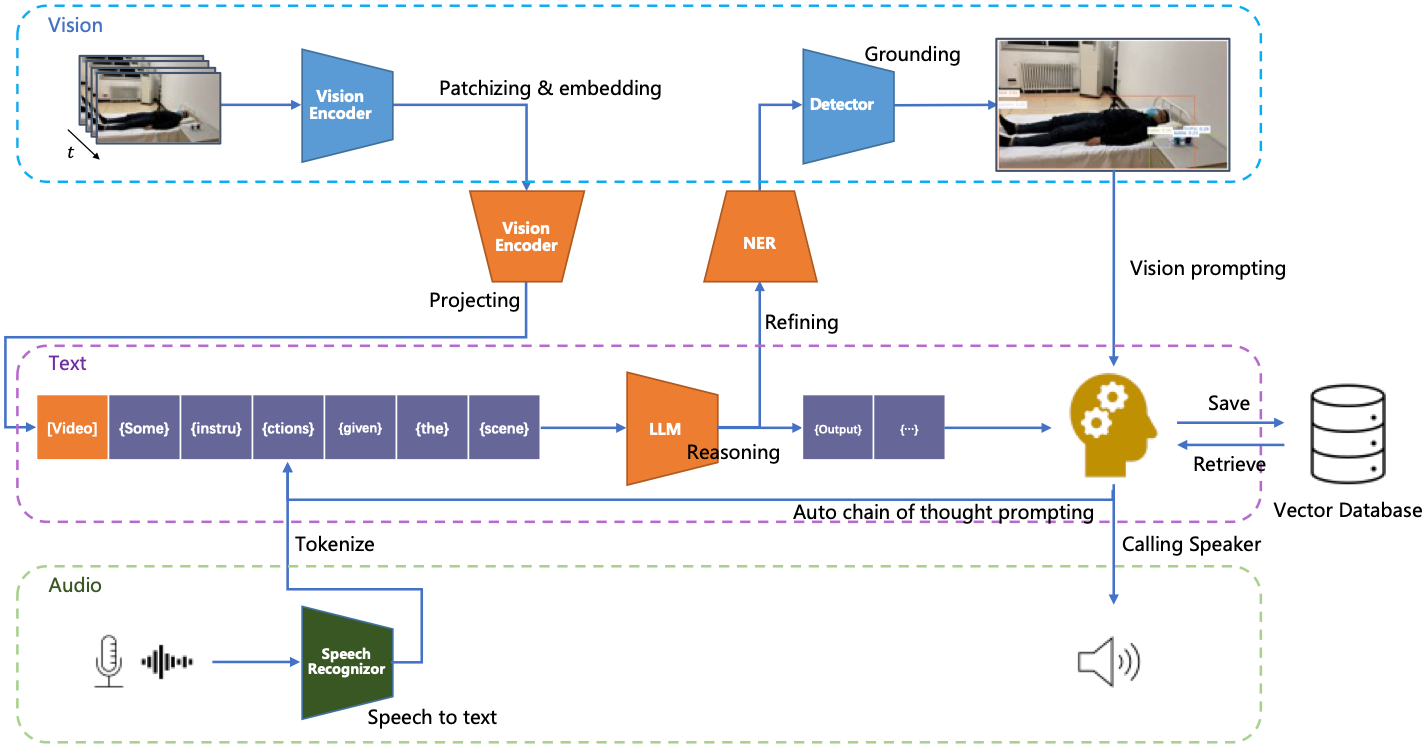 Vision
Vision
Encoder
Patchizing & embedding
Detector
Grounding
t
Vision
Encoder
NER
Projecting
Refining
Vision prompting
Text
[Video]
{Some}
{instru}
{ctions}
{given}
{the}
{scene}
LLM
Reasoning
{Output}
{...}
Save
Retrieve
Vector Database
Auto chain of thought prompting
Tokenize
Calling Speaker
Audio
Speech
Recognizor
Speech to text